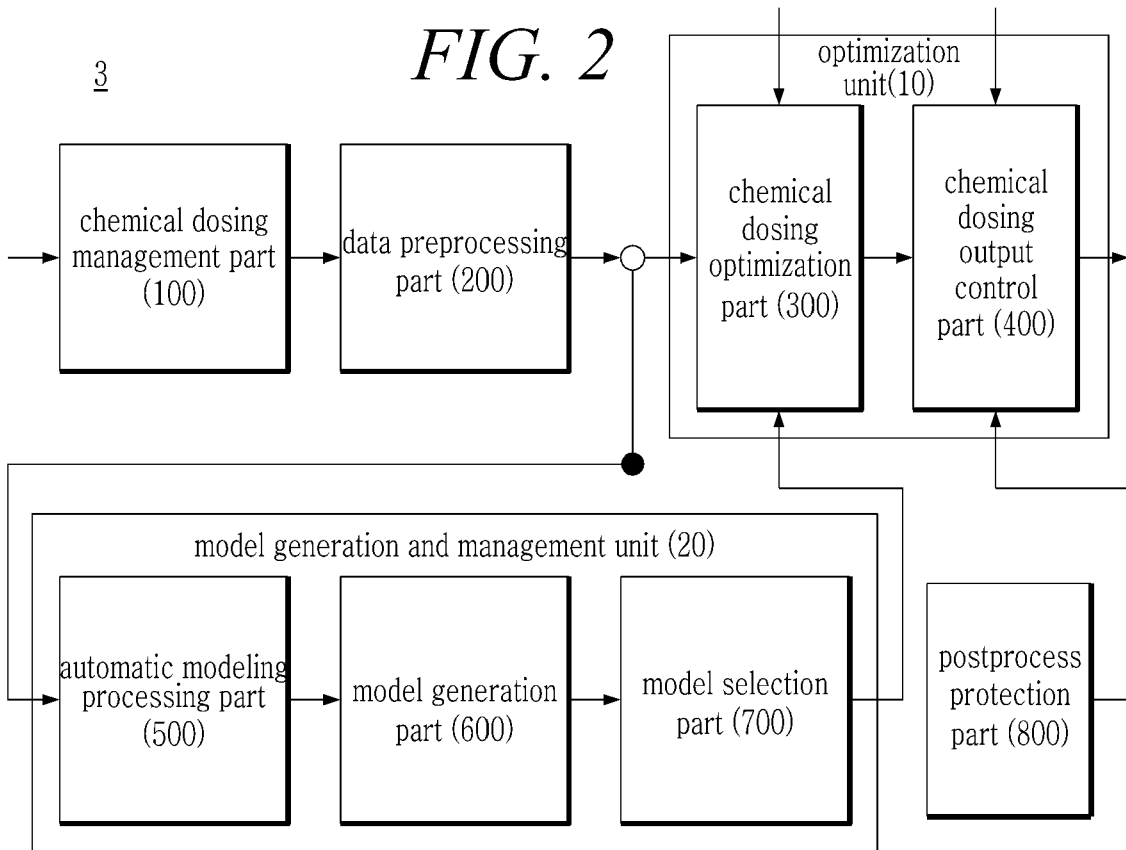 FIG. 2
3
optimization
unit(10)
chemical dosing
management part
(100)
data preprocessing
part (200)
chemical
dosing
optimization
part (300)
chemical
dosing
output
control
part (400)
model generation and management unit (20)
automatic modeling
processing part
(500)
model generation
part (600)
model selection
part (700)
postprocess
protection
part (800)